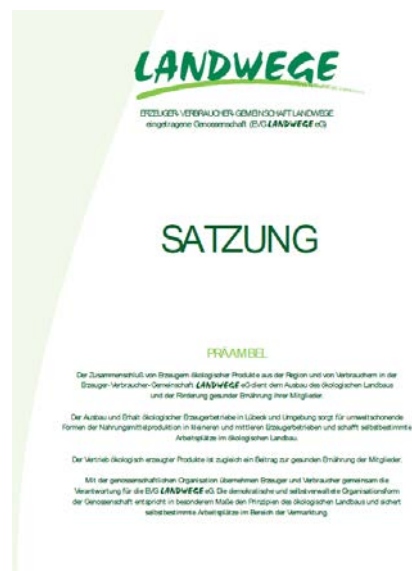 LANDWEGE
ERZEUGER-VERBRAUCHER-GEMEINSCHAFT LANDWEGE
eingetragene Genossenschaft (EVG LANDWEGE eG)
SATZUNG
PRÄAMBEL
Der Zusammenschluß von Erzeugern ökologischer Produkte aus der Region und von Verbrauchern in der
Erzeuger-Verbraucher-Gemeinschaft LANDWEGE eG dient dem Ausbau des ökologischen Landbaus
und der Förderung gesunder Ernährung ihrer Mitglieder.
Der Ausbau und Erhalt ökologischer Erzeugerbetriebe in Lübeck und Umgebung sorgt für umweltschonende
Formen der Nahrungsmittelproduktion in kleineren und mittleren Erzeugerbetrieben und schafft selbstbestimmte
Arbeitsplätze im ökologischen Landbau.
Der Vertrieb ökologisch erzeugter Produkte ist zugleich ein Beitrag zur gesunden Ernährung der Mitglieder.
Mit der genossenschaftlichen Organisation übernehmen Erzeuger und Verbraucher gemeinsam die
Verantwortung für die EVG LANDWEGE eG. Die demokratische und selbstverwaltete Organisationsform
der Genossenschaft entspricht in besonderem Maße den Prinzipien des ökologischen Landbaus und sichert
selbstbestimmte Arbeitsplätze im Bereich der Vermarktung.